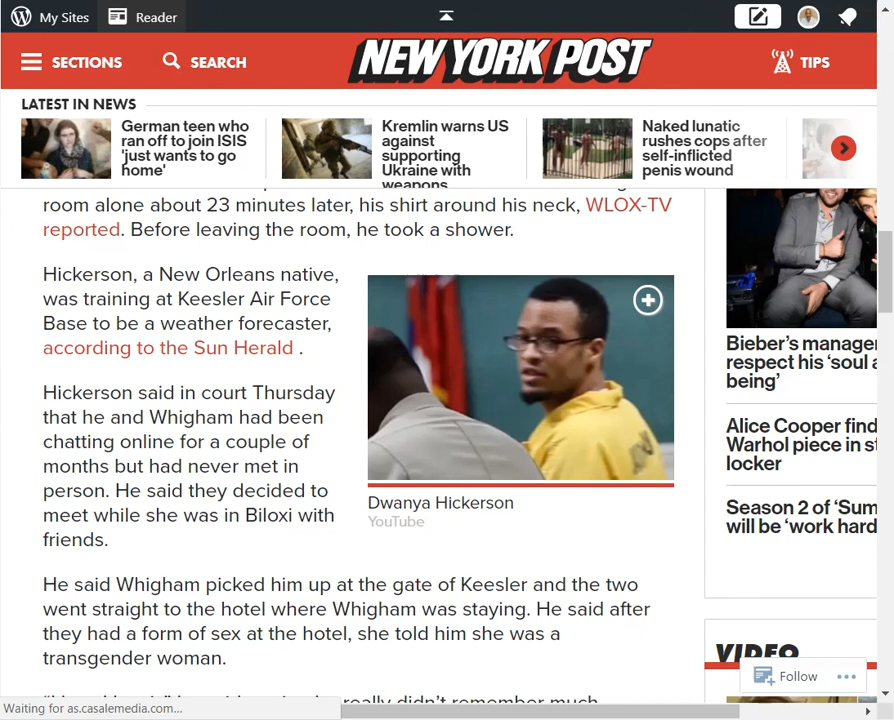 My Sites
Reader
SECTIONS
SEARCH
NEW YORK POST
TIPS
LATEST IN NEWS
German teen who
ran off to join ISIS
'just wants to go
home'
Kremlin warns US
against
supporting
Ukraine with
weapons
Naked lunatic
rushes cops after
self-inflicted
penis wound
room alone about 23 minutes later, his shirt around his neck, WLOX-TV
reported. Before leaving the room, he took a shower.
Hickerson, a New Orleans native,
was training at Keesler Air Force
Base to be a weather forecaster,
according to the Sun Herald .
Hickerson said in court Thursday
that he and Whigham had been
chatting online for a couple of
months but had never met in
person. He said they decided to
meet while she was in Biloxi with
friends.
Dwanya Hickerson
YouTube
He said Whigham picked him up at the gate of Keesler and the two
went straight to the hotel where Whigham was staying. He said after
they had a form of sex at the hotel, she told him she was a
transgender woman.
really didn't remember much
Bieber's manager
respect his 'soul a
being'
Alice Cooper find
Warhol piece in st
locker
Season 2 of 'Sum
will be 'work hard
VIDEO
Follow
Waiting for as.casalemedia.com...